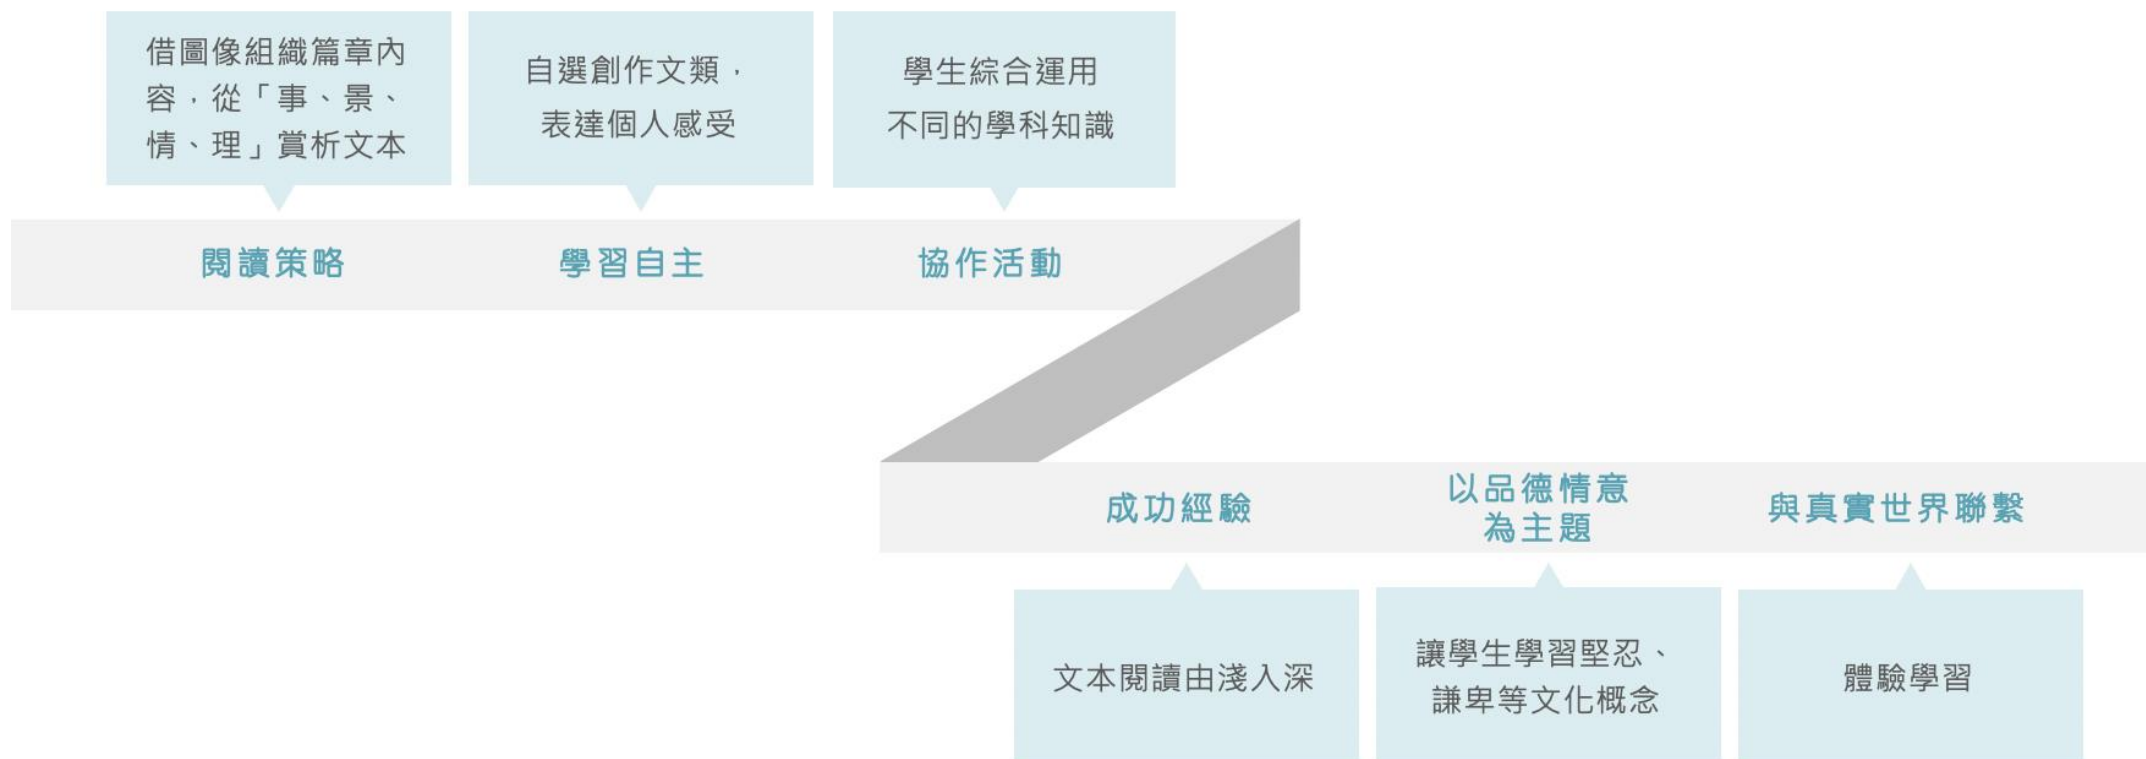 借圖像組織篇章內
容，從「事、景、
情、理」賞析文本
自選創作文類，
表達個人感受
學生綜合運用
不同的學科知識
閱讀策略
學習自主
協作活動
成功經驗
以品德情意
為主題
與真實世界聯繫
文本閱讀由淺入深
讓學生學習堅忍、
謙卑等文化概念
體驗學習